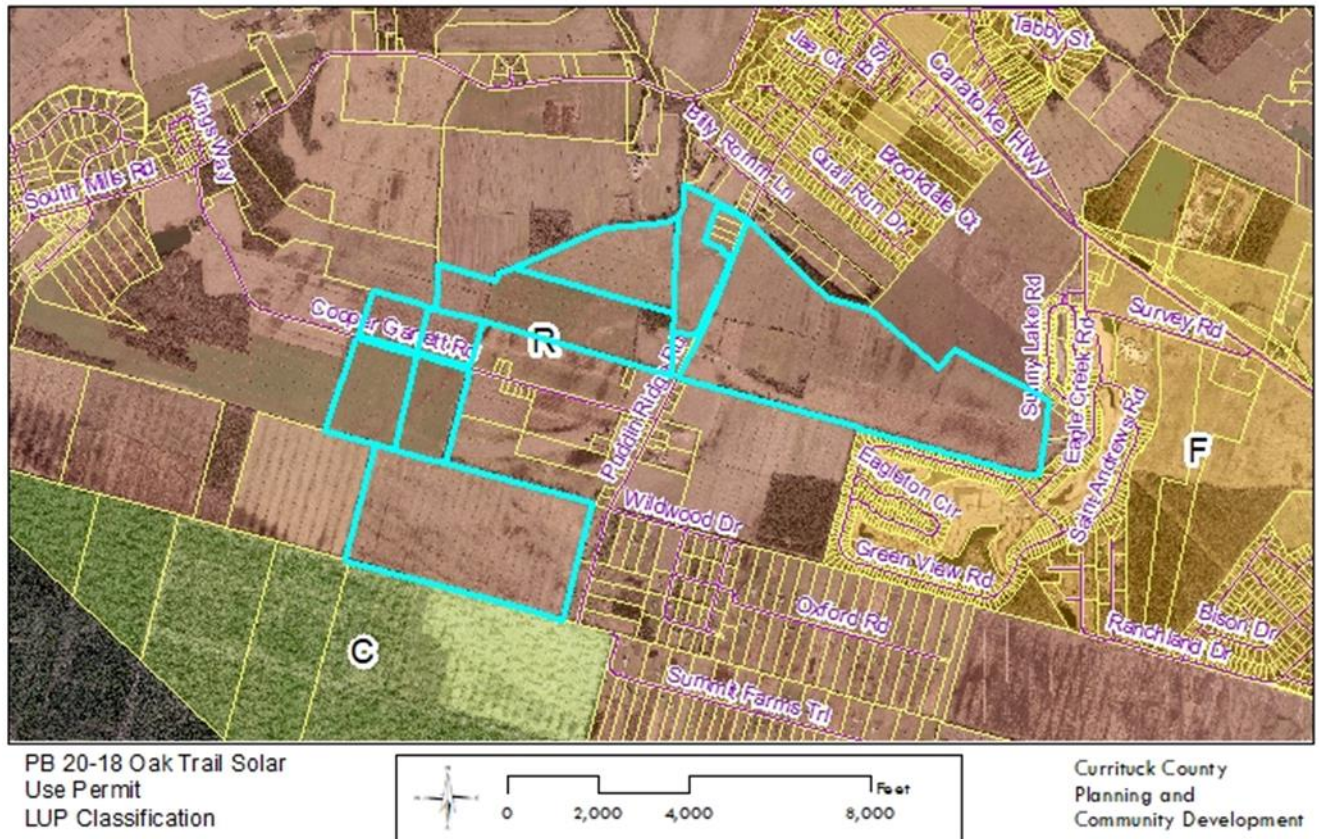 Tabby St
Jae Ct
Caratoke Hwy
Kings Way
Billy Romm Ln
Brookdale Ct
Quail Run Dr
South Mills Rd
Sunny Lake Rd
Survey Rd
Cooper Garrett Rd
R
Puddin Ridge Rd
Eagle Creek Rd
Saint Andrews Rd
F
Eagleton Cir
Wildwood Dr
Green View Rd
Oxford Rd
Bison Dr
Ranchland Dr
C
Summit Farms Trl
PB 20-18 Oak Trail Solar
Use Permit
LUP Classification
Feet
0 2,000 4,000 8,000
Currituck County
Planning and
Community Development